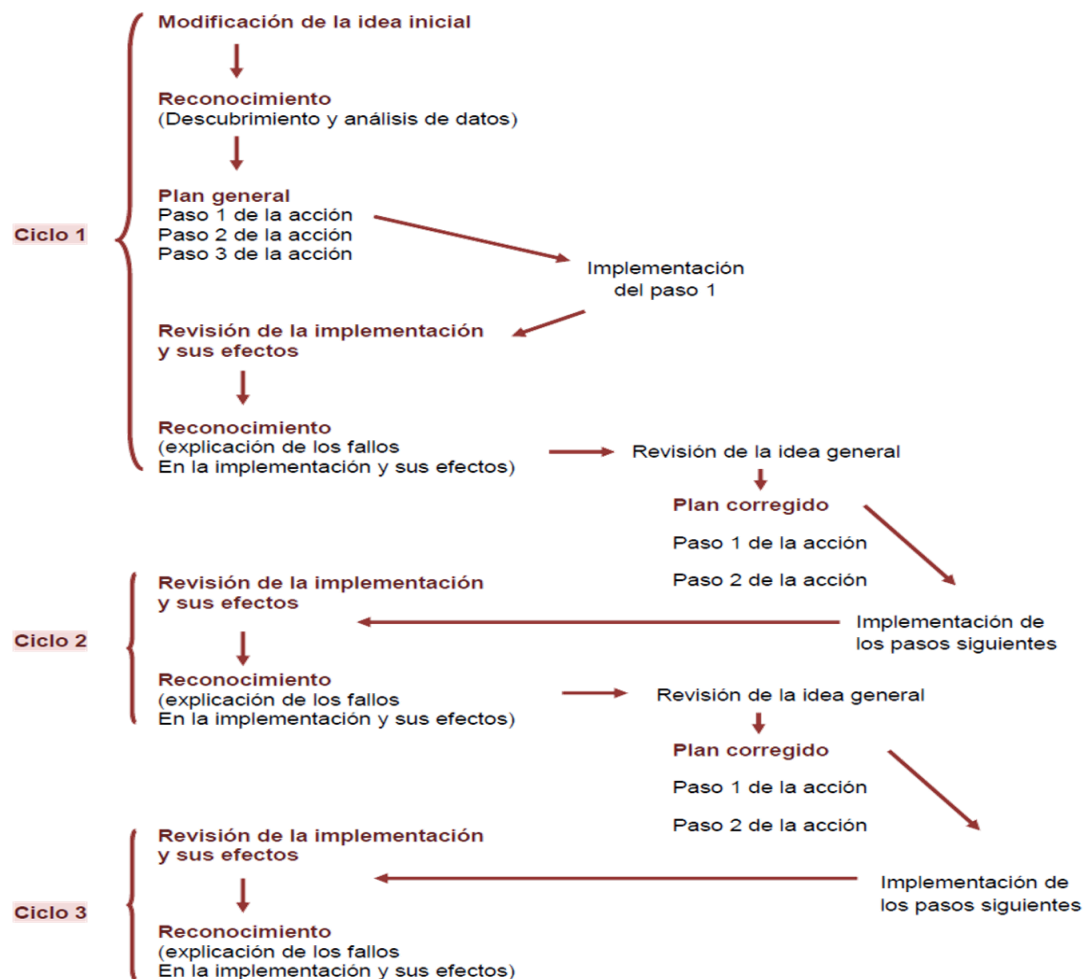 Modificación de la idea inicial
Reconocimiento
(Descubrimiento y análisis de datos)
Plan general
Paso 1 de la acción
Paso 2 de la acción
Paso 3 de la acción
Ciclo 1
Implementación
del paso 1
Revisión de la implementación
y sus efectos
Reconocimiento
(explicación de los fallos
En la implementación y sus efectos)
Revisión de la idea general
Plan corregido
Paso 1 de la acción
Paso 2 de la acción
Implementación de
los pasos siguientes
Ciclo 2
Revisión de la implementación
y sus efectos
Reconocimiento
(explicación de los fallos
En la implementación y sus efectos)
Revisión de la idea general
Plan corregido
Paso 1 de la acción
Paso 2 de la acción
Implementación de
los pasos siguientes
Ciclo 3
Revisión de la implementación
y sus efectos
Reconocimiento
(explicación de los fallos
En la implementación y sus efectos)